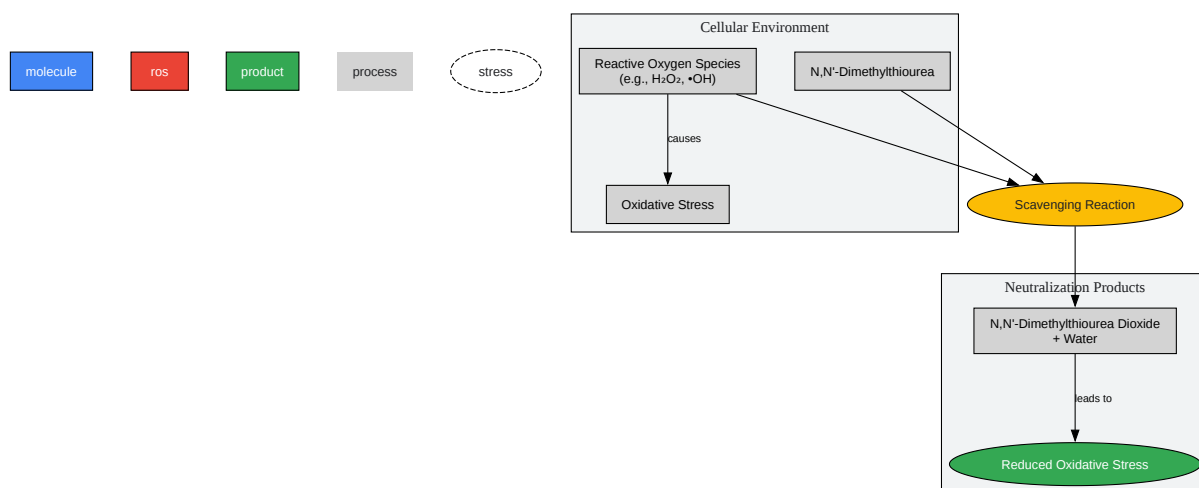 molecule
ros
product
process
stress
Cellular Environment
Reactive Oxygen Species
(e.g., H₂O₂, •OH)
N,N'-Dimethylthiourea
causes
Oxidative Stress
Scavenging Reaction
Neutralization Products
N,N'-Dimethylthiourea Dioxide
+ Water
leads to
Reduced Oxidative Stress